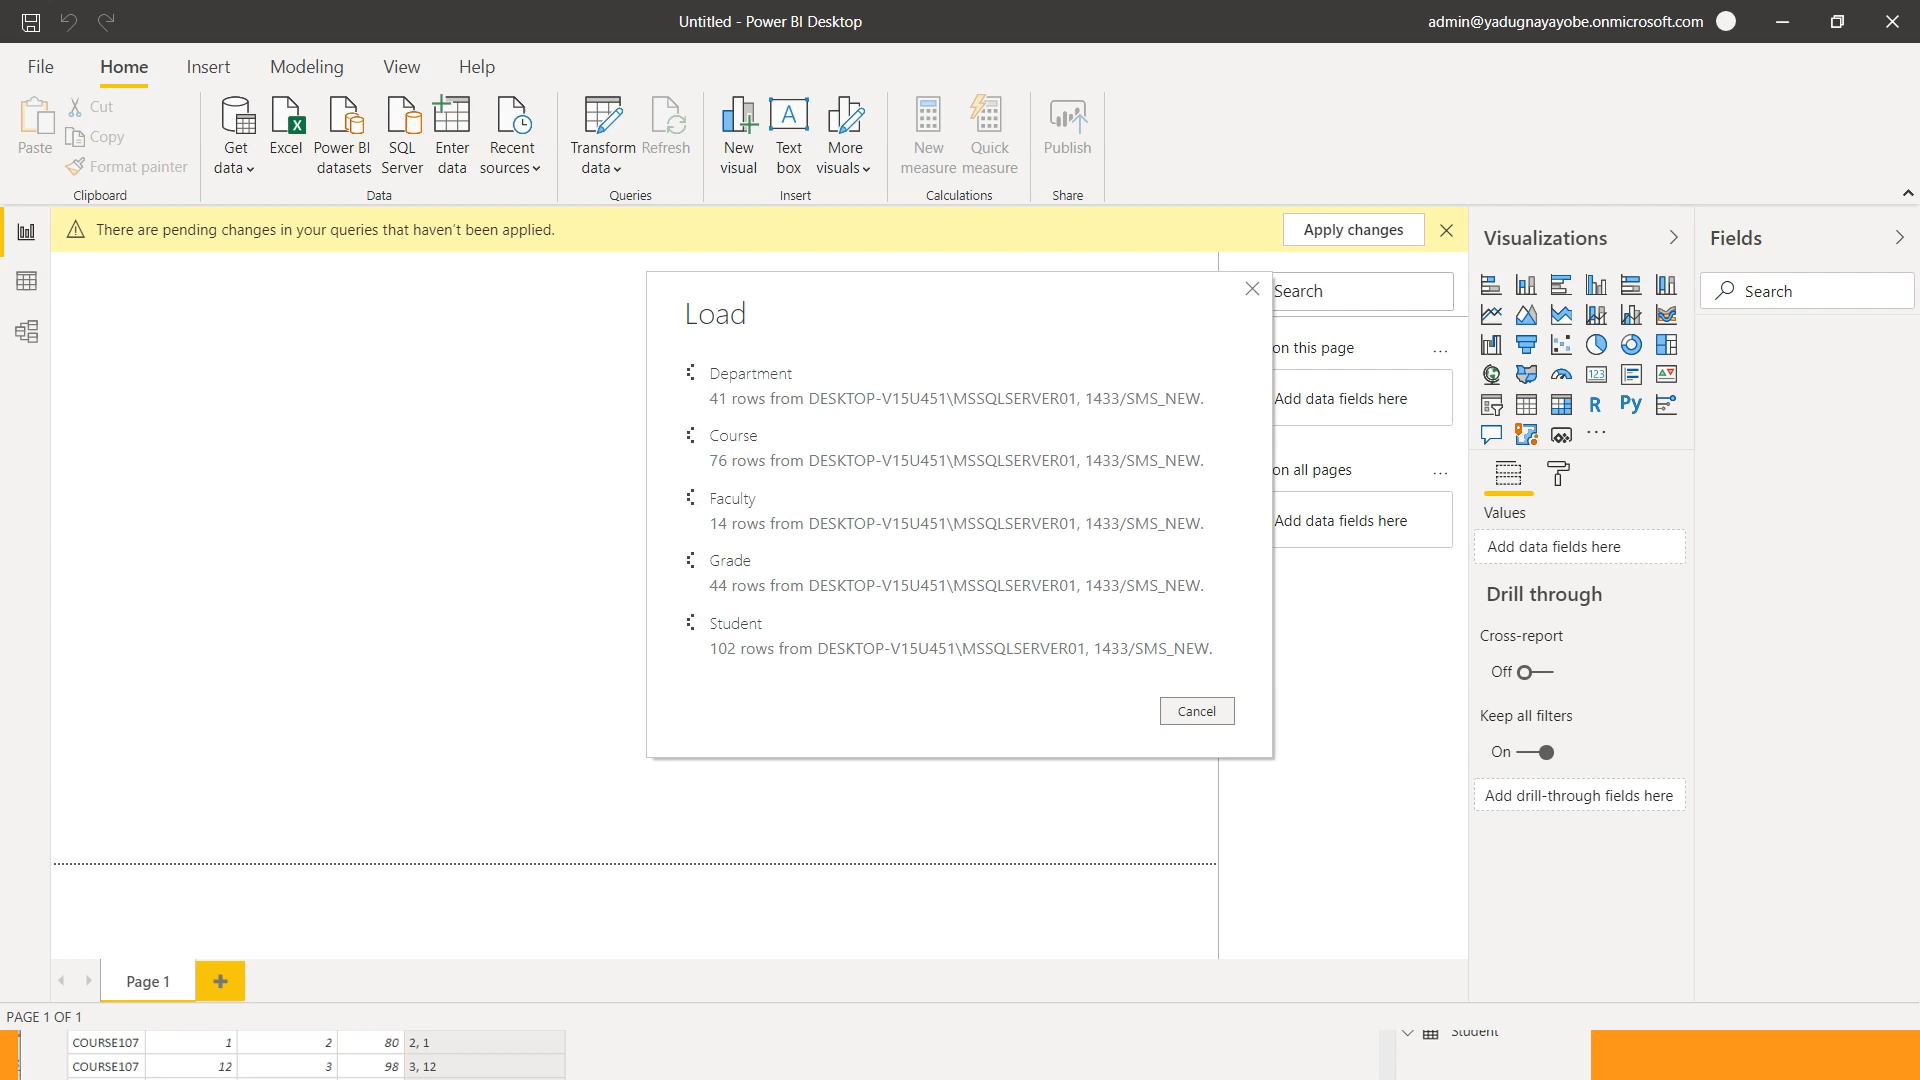 Untitled - Power BI Desktop
admin@yadugnayayobe.onmicrosoft.com
File Home Insert Modeling View Help
Paste
Cut
Copy
Format painter
Clipboard
Get data
Excel
Power BI datasets
SQL Server
Enter data
Recent sources
Data
Transform data
Refresh
Queries
New visual
Text box
More visuals
Insert
New measure
Quick measure
Calculations
Publish
Share
There are pending changes in your queries that haven't been applied.
Apply changes
Load
Department
41 rows from DESKTOP-V15U451\MSSQLSERVER01, 1433/SMS_NEW.
Course
76 rows from DESKTOP-V15U451\MSSQLSERVER01, 1433/SMS_NEW.
Faculty
14 rows from DESKTOP-V15U451\MSSQLSERVER01, 1433/SMS_NEW.
Grade
44 rows from DESKTOP-V15U451\MSSQLSERVER01, 1433/SMS_NEW.
Student
102 rows from DESKTOP-V15U451\MSSQLSERVER01, 1433/SMS_NEW.
Cancel
Search
on this page
...
Add data fields here
on all pages
...
Add data fields here
Visualizations
A
123
R
Py
...
Values
Add data fields here
Drill through
Cross-report
Off
Keep all filters
On
Add drill-through fields here
Fields
Search
Page 1
PAGE 1 OF 1
COURSE107 1 2 80 2, 1
COURSE107 12 3 98 3, 12
Student